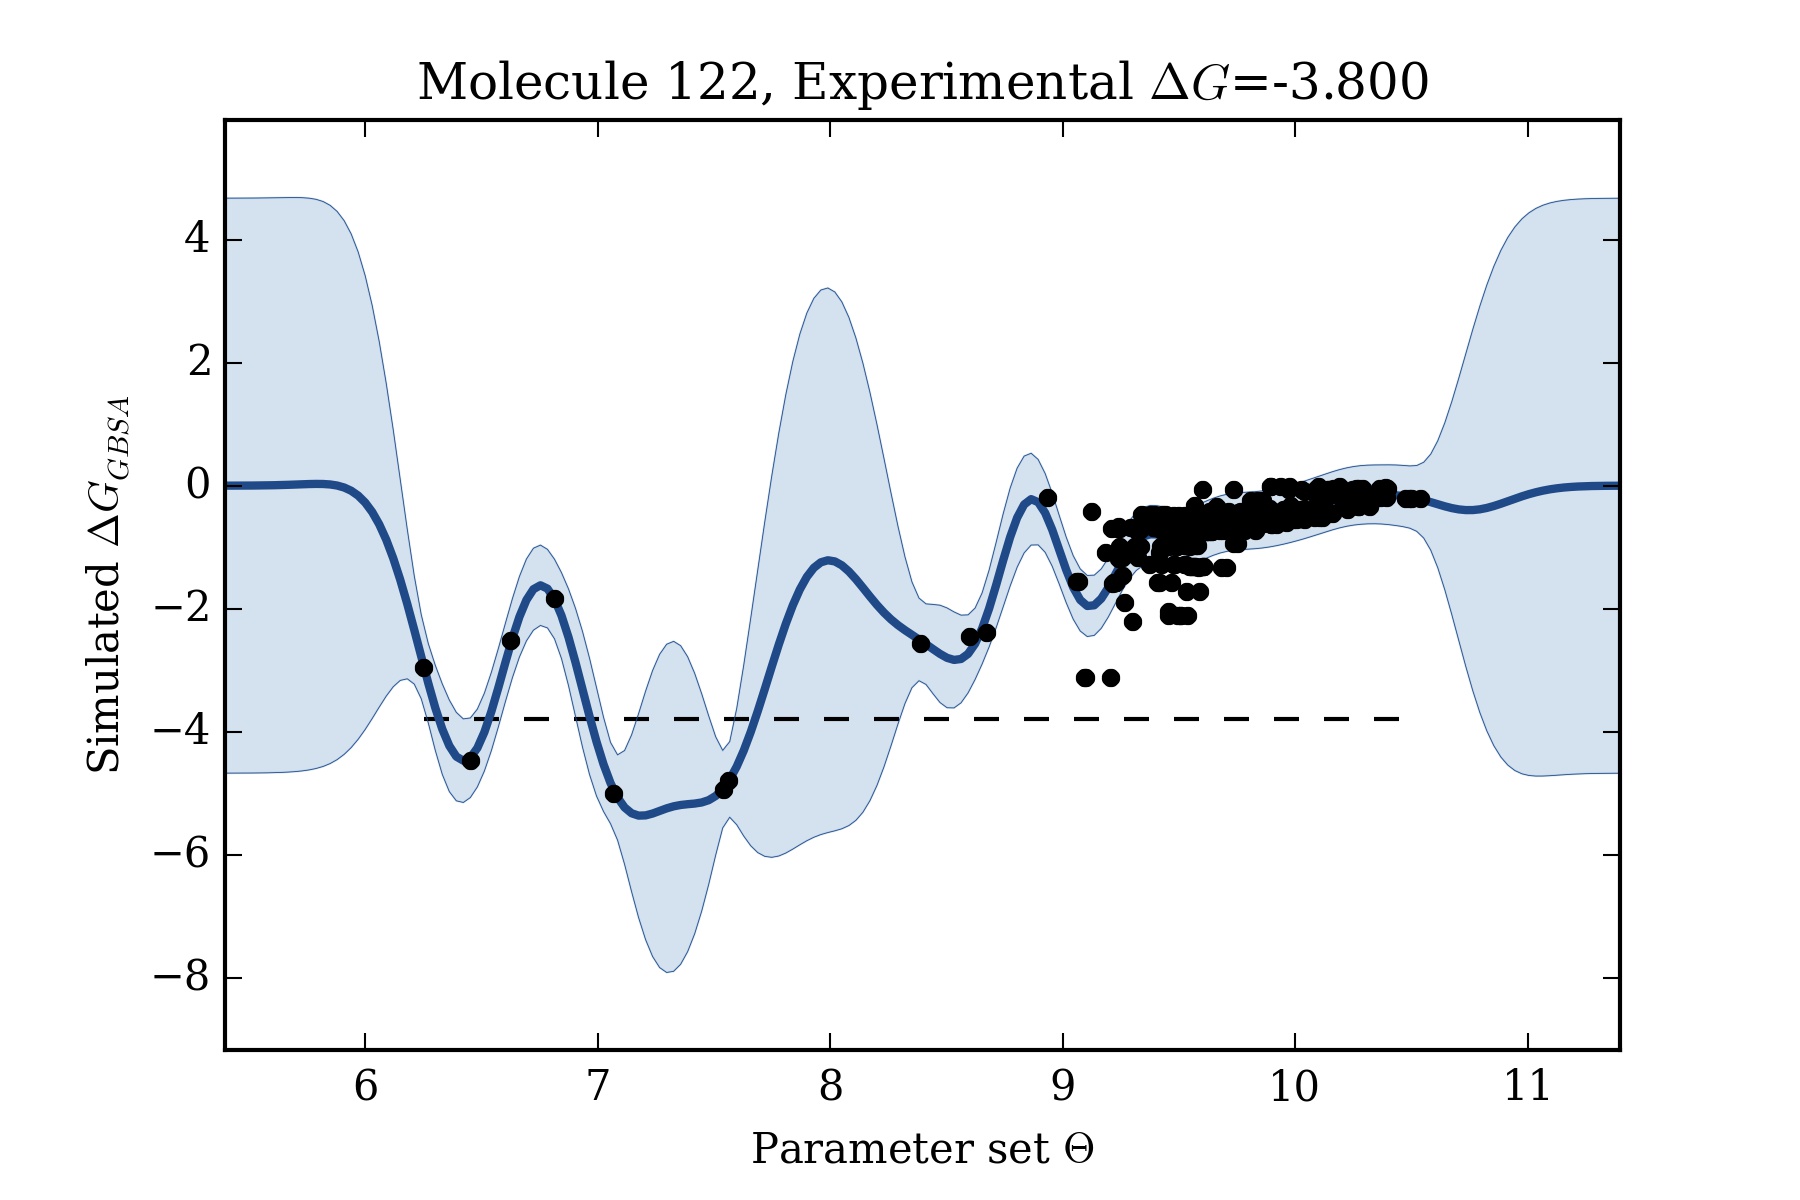 Molecule 122, Experimental ΔG=-3.800
Simulated ΔG_GBSA
4
2
0
−2
−4
−6
−8
6 7 8 9 10 11
Parameter set Θ